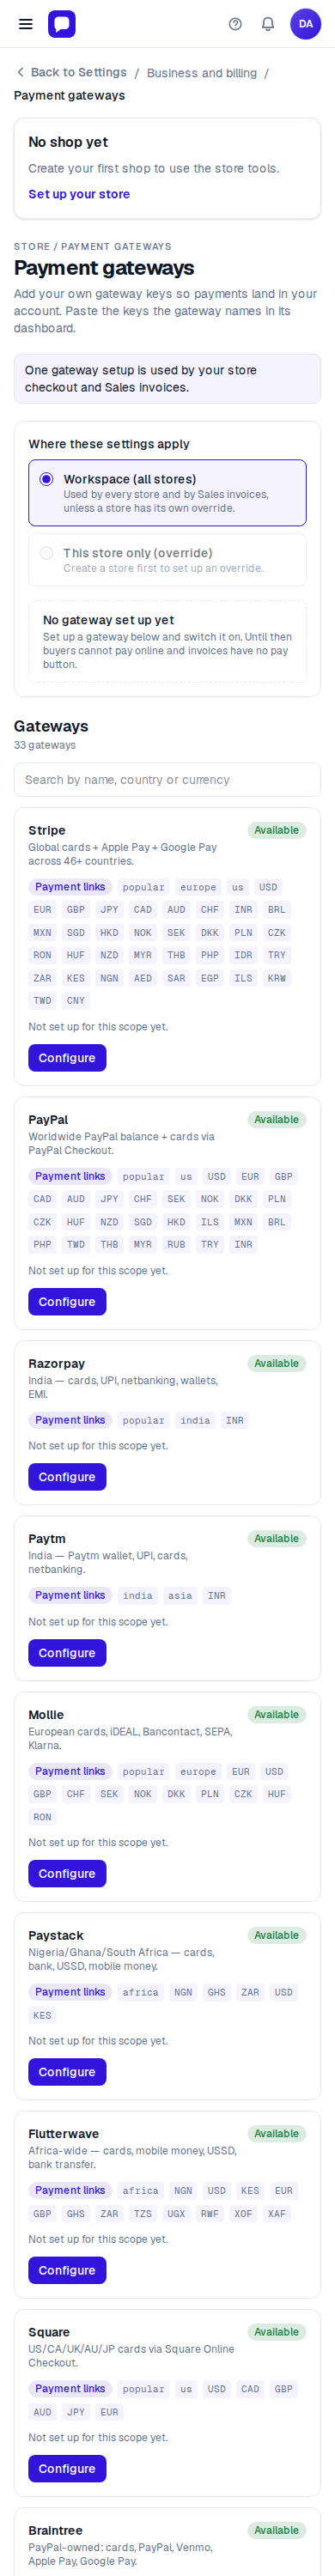 DA
Back to Settings / Business and billing /
Payment gateways
No shop yet
Create your first shop to use the store tools.
Set up your store
STORE / PAYMENT GATEWAYS
Payment gateways
Add your own gateway keys so payments land in your
account. Paste the keys the gateway names in its
dashboard.
One gateway setup is used by your store
checkout and Sales invoices.
Where these settings apply
Workspace (all stores)
Used by every store and by Sales invoices,
unless a store has its own override.
This store only (override)
Create a store first to set up an override.
No gateway set up yet
Set up a gateway below and switch it on. Until then
buyers cannot pay online and invoices have no pay
button.
Gateways
33 gateways
Search by name, country or currency
Stripe Available
Global cards + Apple Pay + Google Pay
across 46+ countries.
Payment links popular europe us USD
EUR GBP JPY CAD AUD CHF INR BRL
MXN SGD HKD NOK SEK DKK PLN CZK
RON HUF NZD MYR THB PHP IDR TRY
ZAR KES NGN AED SAR EGP ILS KRW
TWD CNY
Not set up for this scope yet.
Configure
PayPal Available
Worldwide PayPal balance + cards via
PayPal Checkout.
Payment links popular us USD EUR GBP
CAD AUD JPY CHF SEK NOK DKK PLN
CZK HUF NZD SGD HKD ILS MXN BRL
PHP TWD THB MYR RUB TRY INR
Not set up for this scope yet.
Configure
Razorpay Available
India — cards, UPI, netbanking, wallets,
EMI.
Payment links popular india INR
Not set up for this scope yet.
Configure
Paytm Available
India — Paytm wallet, UPI, cards,
netbanking.
Payment links india asia INR
Not set up for this scope yet.
Configure
Mollie Available
European cards, iDEAL, Bancontact, SEPA,
Klarna.
Payment links popular europe EUR USD
GBP CHF SEK NOK DKK PLN CZK HUF
RON
Not set up for this scope yet.
Configure
Paystack Available
Nigeria/Ghana/South Africa — cards,
bank, USSD, mobile money.
Payment links africa NGN GHS ZAR USD
KES
Not set up for this scope yet.
Configure
Flutterwave Available
Africa-wide — cards, mobile money, USSD,
bank transfer.
Payment links africa NGN USD KES EUR
GBP GHS ZAR TZS UGX RWF XOF XAF
Not set up for this scope yet.
Configure
Square Available
US/CA/UK/AU/JP cards via Square Online
Checkout.
Payment links popular us USD CAD GBP
AUD JPY EUR
Not set up for this scope yet.
Configure
Braintree Available
PayPal-owned: cards, PayPal, Venmo,
Apple Pay, Google Pay.